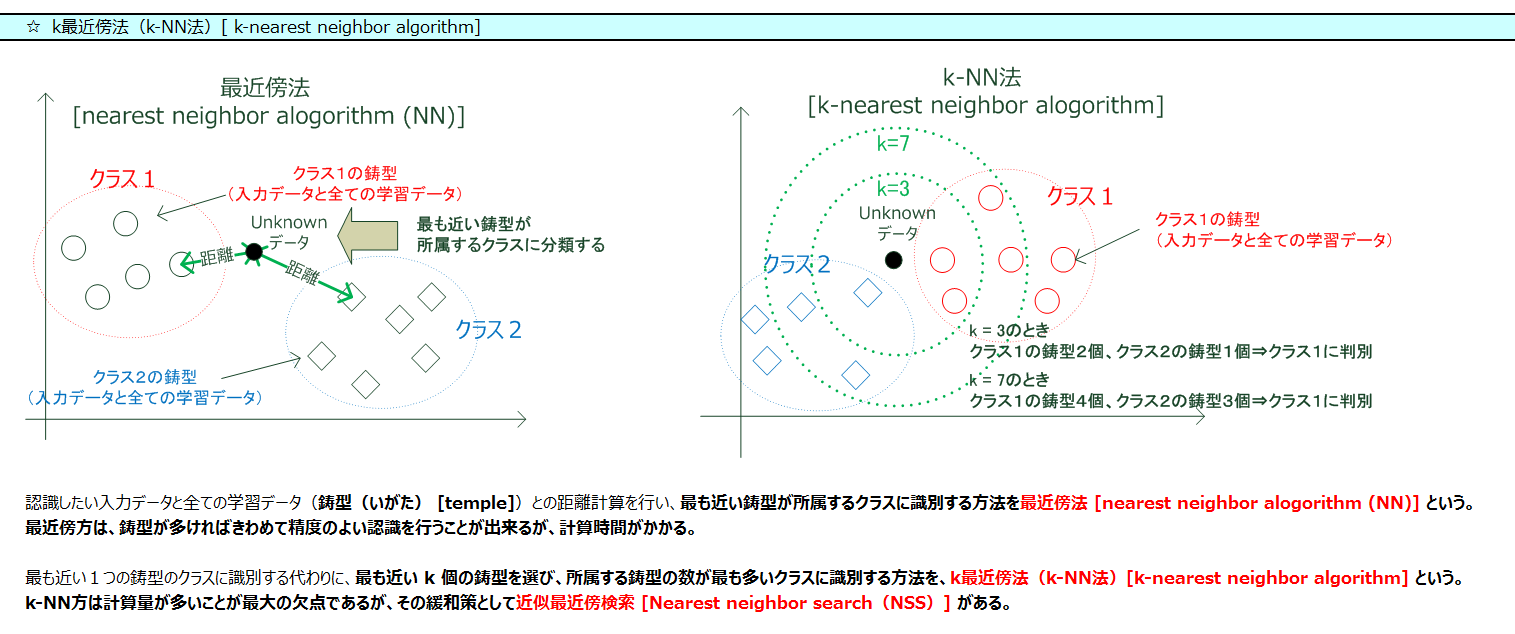 ☆ k最近傍法（k-NN法）[ k-nearest neighbor algorithm]
最近傍法
[nearest neighbor alogorithm (NN)]
クラス１
クラス１の鋳型
（入力データと全ての学習データ）
Unknown
データ
距離
距離
最も近い鋳型が
所属するクラスに分類する
クラス２
クラス２の鋳型
（入力データと全ての学習データ）
k-NN法
[k-nearest neighbor alogorithm]
k=7
k=3
Unknown
データ
クラス１
クラス１の鋳型
（入力データと全ての学習データ）
クラス２
k = 3のとき
クラス１の鋳型２個、クラス２の鋳型１個⇒クラス１に判別
k = 7のとき
クラス１の鋳型４個、クラス２の鋳型３個⇒クラス１に判別
認識したい入力データと全ての学習データ（鋳型（いがた） [temple]）との距離計算を行い、最も近い鋳型が所属するクラスに識別する方法を最近傍法 [nearest neighbor alogorithm (NN)] という。
最近傍方は、鋳型が多ければきわめて精度のよい認識を行うことが出来るが、計算時間がかかる。
最も近い１つの鋳型のクラスに識別する代わりに、最も近い k 個の鋳型を選び、所属する鋳型の数が最も多いクラスに識別する方法を、k最近傍法（k-NN法）[k-nearest neighbor algorithm] という。
k-NN方は計算量が多いことが最大の欠点であるが、その緩和策として近似最近傍検索 [Nearest neighbor search（NSS）] がある。